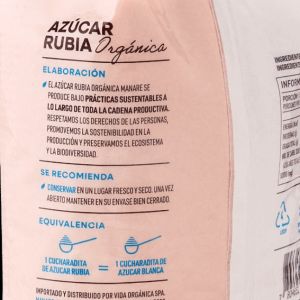 AZÚCAR
RUBIA Orgánica
ELABORACIÓN
EL AZÚCAR RUBIA ORGÁNICA MANARE SE
PRODUCE BAJO PRÁCTICAS SUSTENTABLES A
LO LARGO DE TODA LA CADENA PRODUCTIVA.
RESPETAMOS LOS DERECHOS DE LAS PERSONAS,
PROMOVEMOS LA SOSTENIBILIDAD EN LA
PRODUCCIÓN Y PRESERVAMOS EL ECOSISTEMA
Y LA BIODIVERSIDAD.
SE RECOMIENDA
CONSERVAR EN UN LUGAR FRESCO Y SECO. UNA VEZ
ABIERTO MANTENER EN SU ENVASE BIEN CERRADO.
EQUIVALENCIA
=
1 CUCHARADITA = 1 CUCHARADITA
DE AZÚCAR RUBIA DE AZÚCAR BLANCA
IMPORTADO Y DISTRIBUIDO POR VIDA ORGÁNICA SPA.